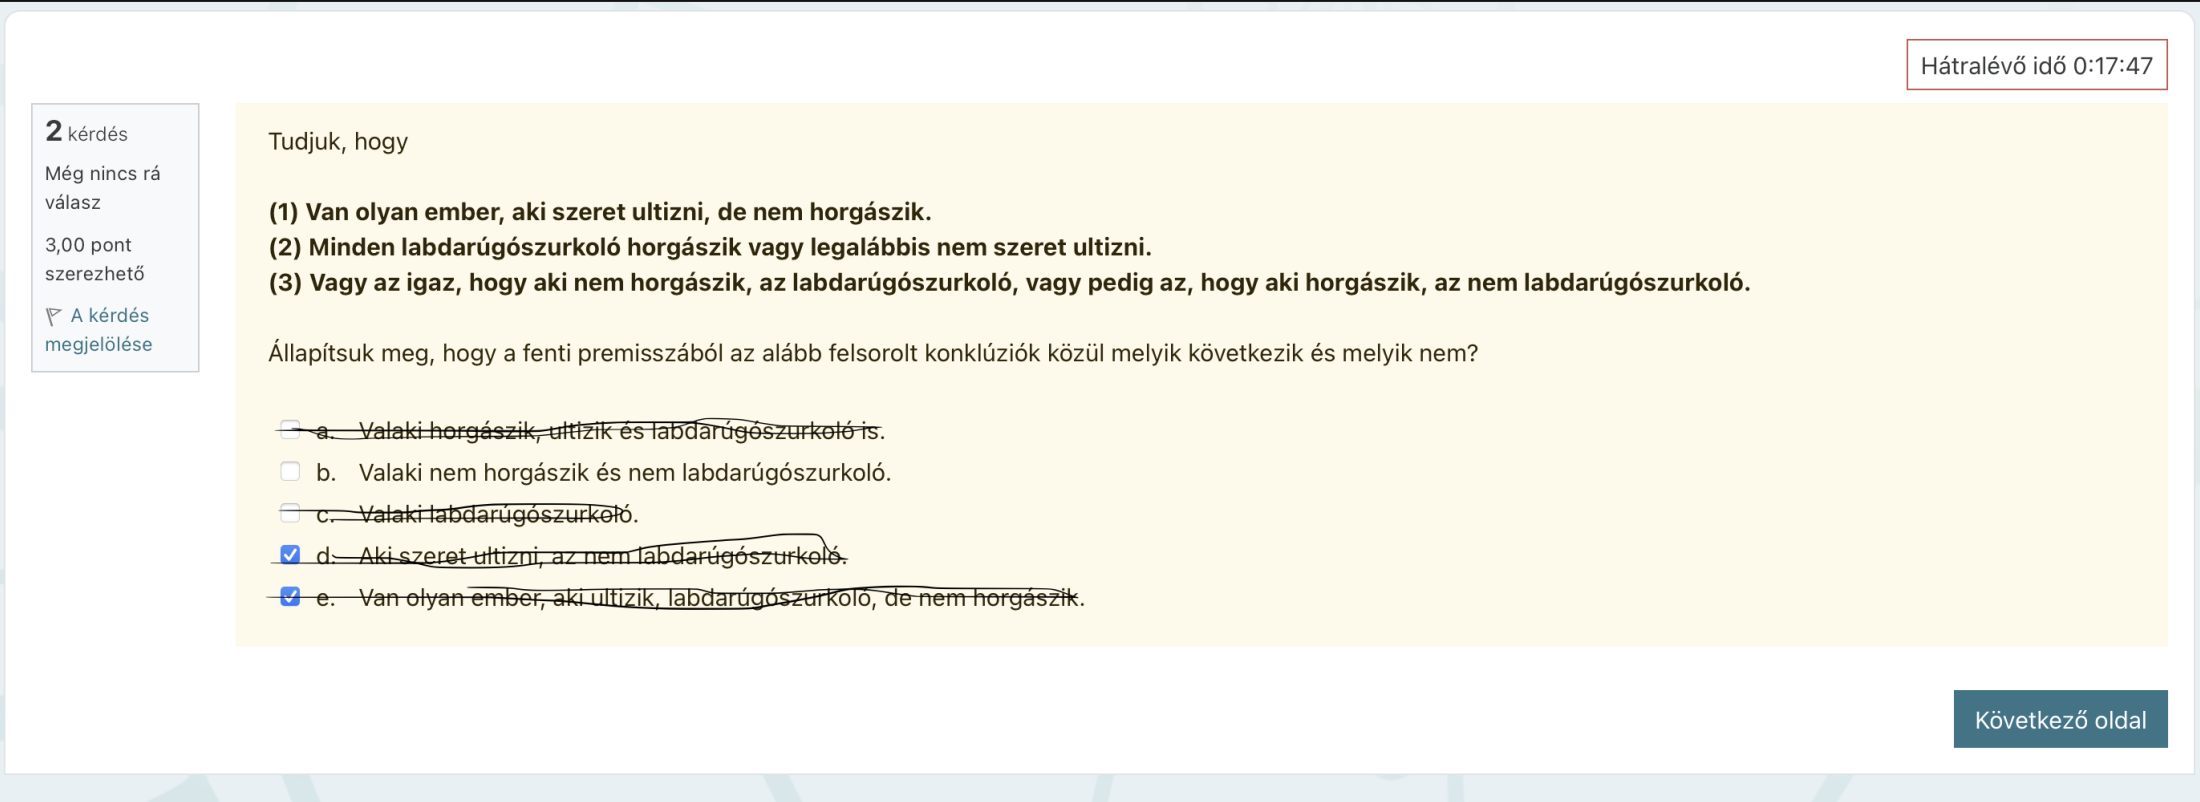 Hátralévő idő 0:17:47
2 kérdés
Még nincs rá
válasz
3,00 pont
szerezhető
A kérdés
megjelölése
Tudjuk, hogy
(1) Van olyan ember, aki szeret ultizni, de nem horgászik.
(2) Minden labdarúgószurkoló horgászik vagy legalábbis nem szeret ultizni.
(3) Vagy az igaz, hogy aki nem horgászik, az labdarúgószurkoló, vagy pedig az, hogy aki horgászik, az nem labdarúgószurkoló.
Állapítsuk meg, hogy a fenti premisszából az alább felsorolt konklúziók közül melyik következik és melyik nem?
a. Valaki horgászik, ultizik és labdarúgószurkoló is.
b. Valaki nem horgászik és nem labdarúgószurkoló.
c. Valaki labdarúgószurkoló.
d. Aki szeret ultizni, az nem labdarúgószurkoló.
e. Van olyan ember, aki ultizik, labdarúgószurkoló, de nem horgászik.
Következő oldal